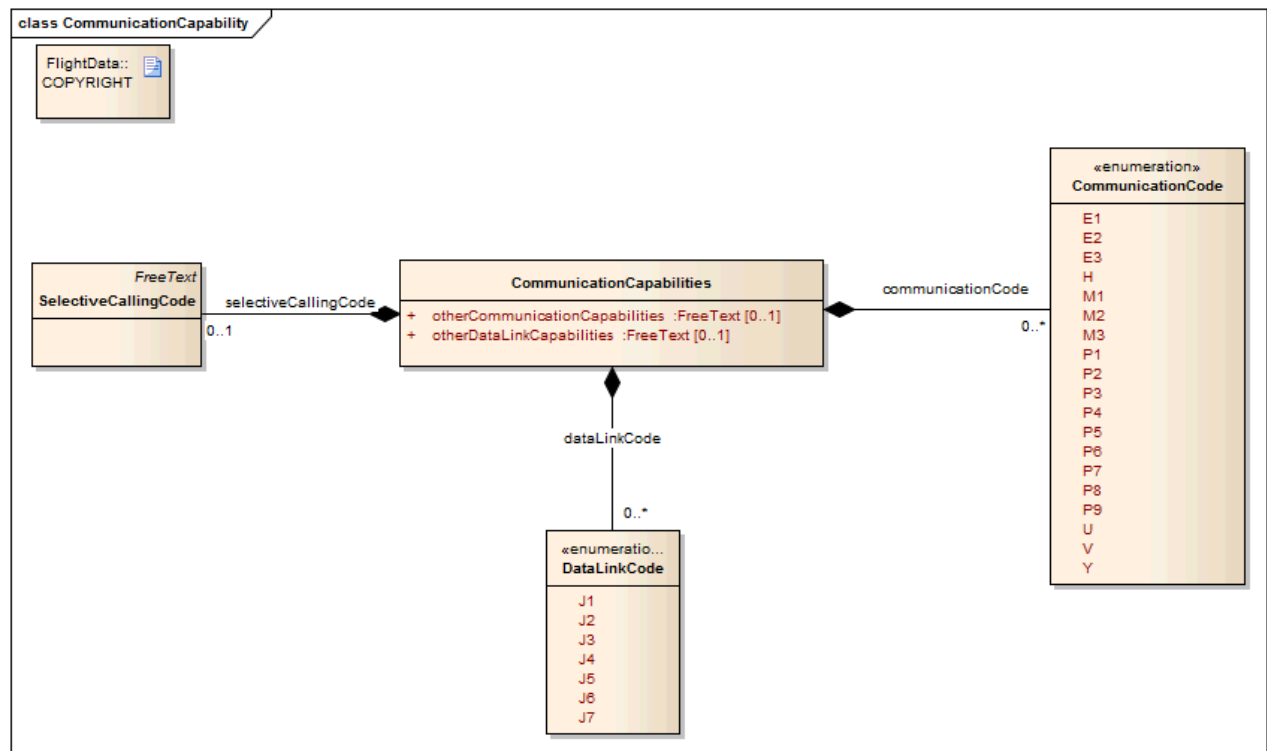 class CommunicationCapability
FlightData::
COPYRIGHT
«enumeration»
CommunicationCode
E1
E2
E3
H
M1
M2
M3
P1
P2
P3
P4
P5
P6
P7
P8
P9
U
V
Y
FreeText
SelectiveCallingCode
selectiveCallingCode
0..1
CommunicationCapabilities
+ otherCommunicationCapabilities :FreeText [0..1]
+ otherDataLinkCapabilities :FreeText [0..1]
communicationCode
0..*
dataLinkCode
0..*
«enumeratio...
DataLinkCode
J1
J2
J3
J4
J5
J6
J7